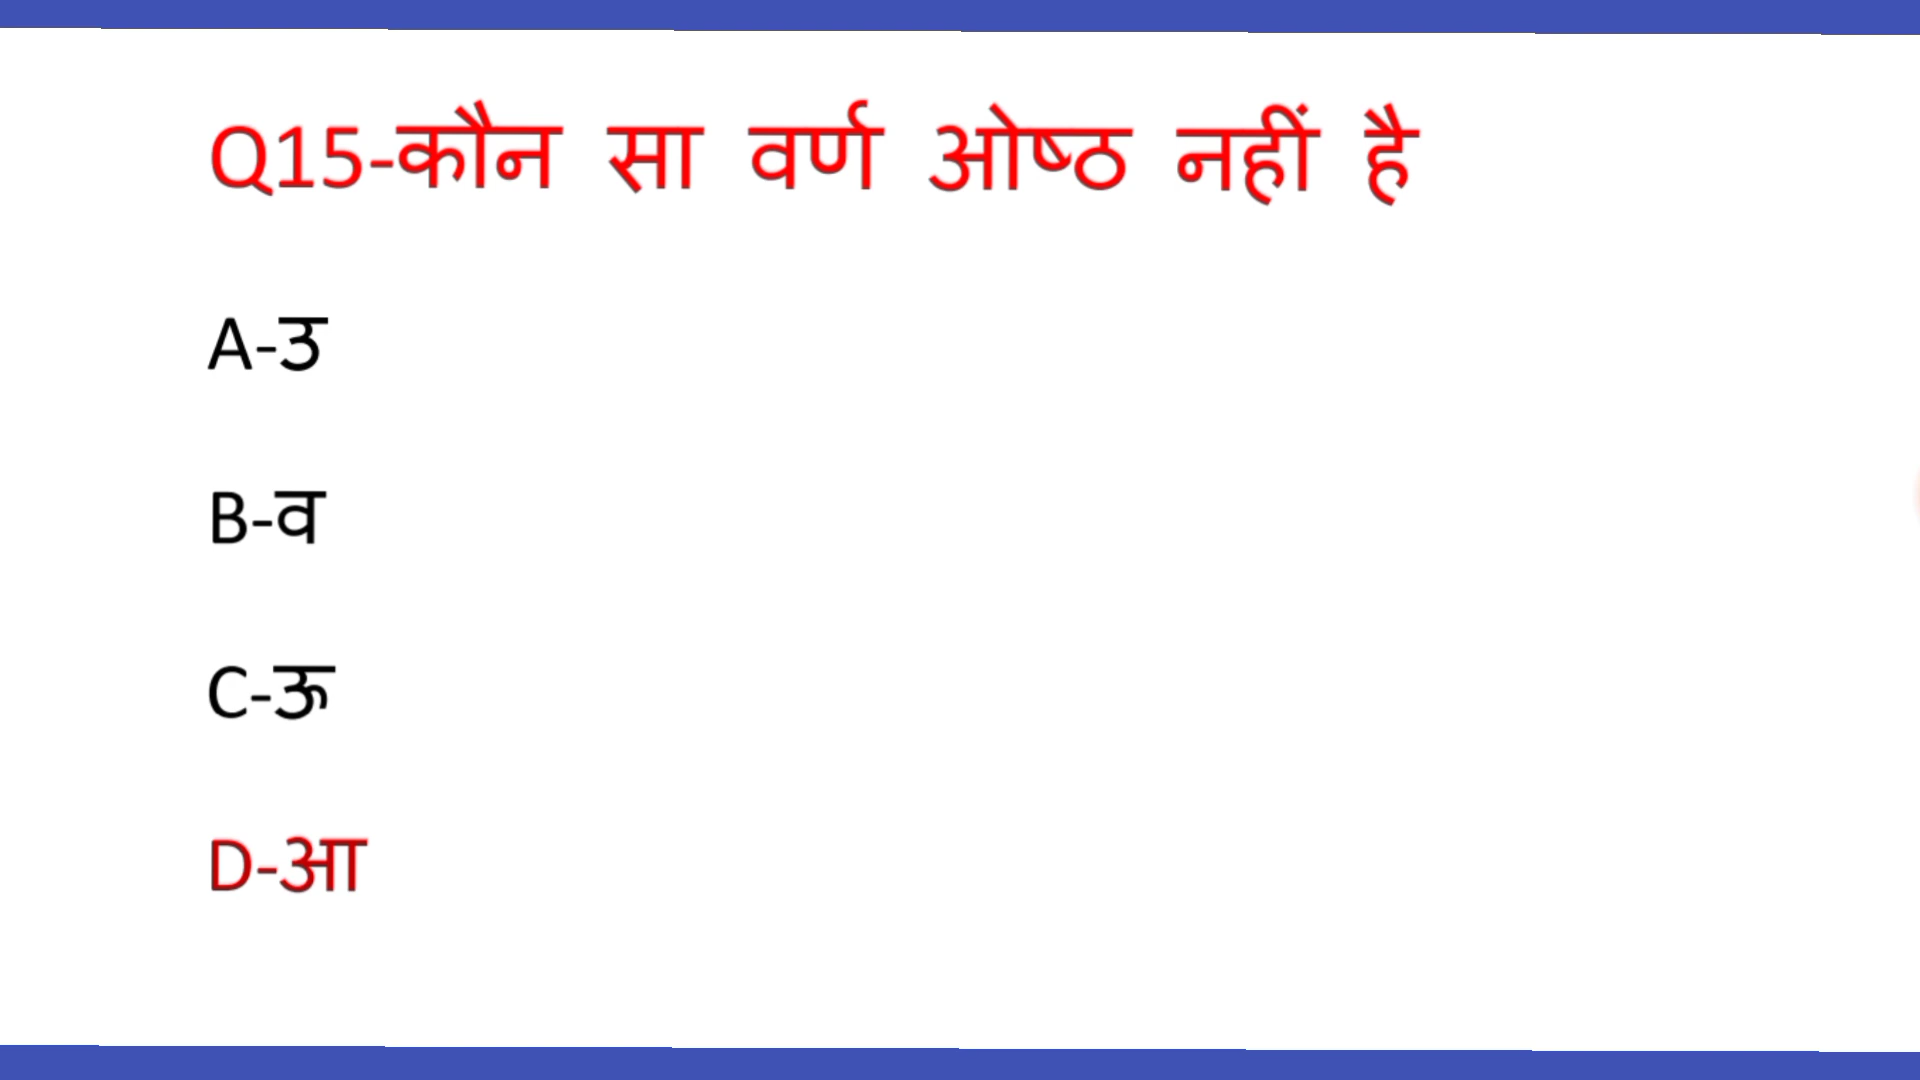 Q15-कौन सा वर्ण ओष्ठ नहीं है
A-उ
B-व
C-ऊ
D-आ